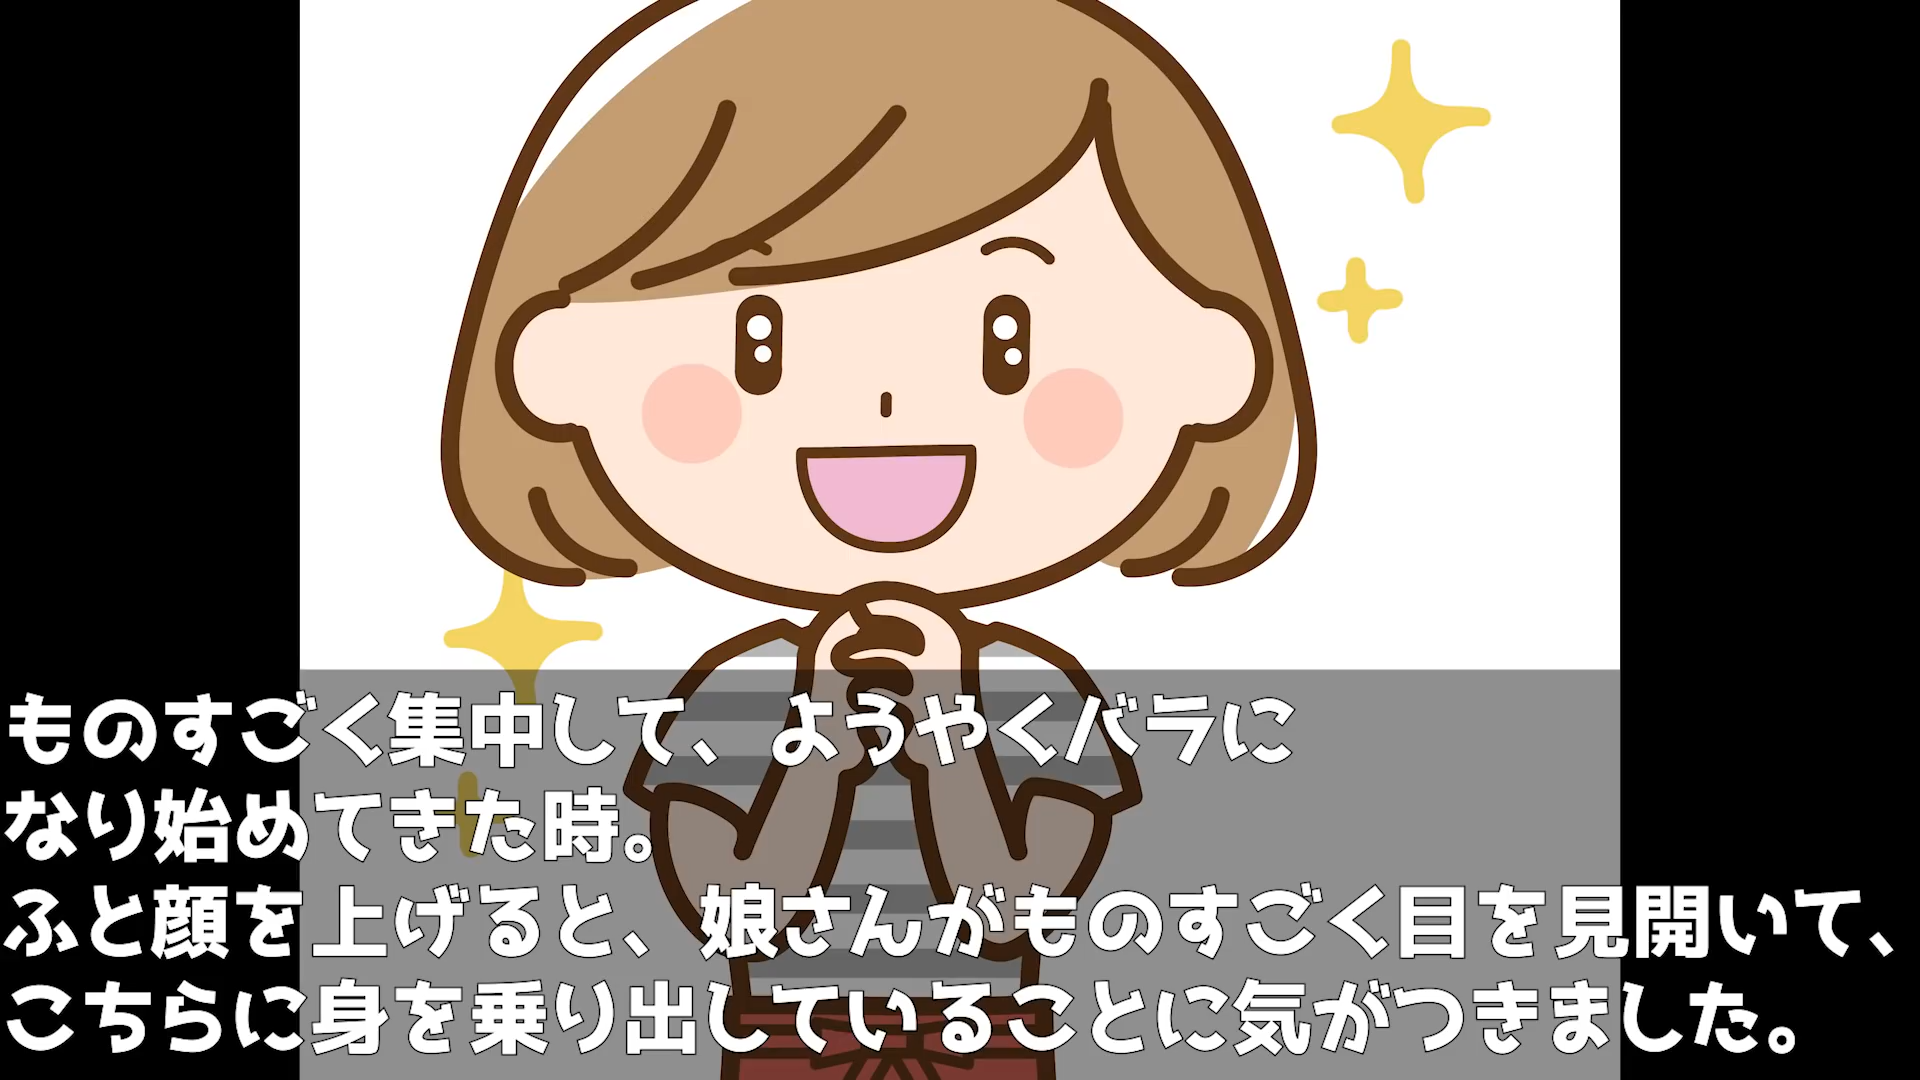 ものすごく集中して、ようやくバラに
なり始めてきた時。
ふと顔を上げると、娘さんがものすごく目を見開いて、
こちらに身を乗り出していることに気がつきました。